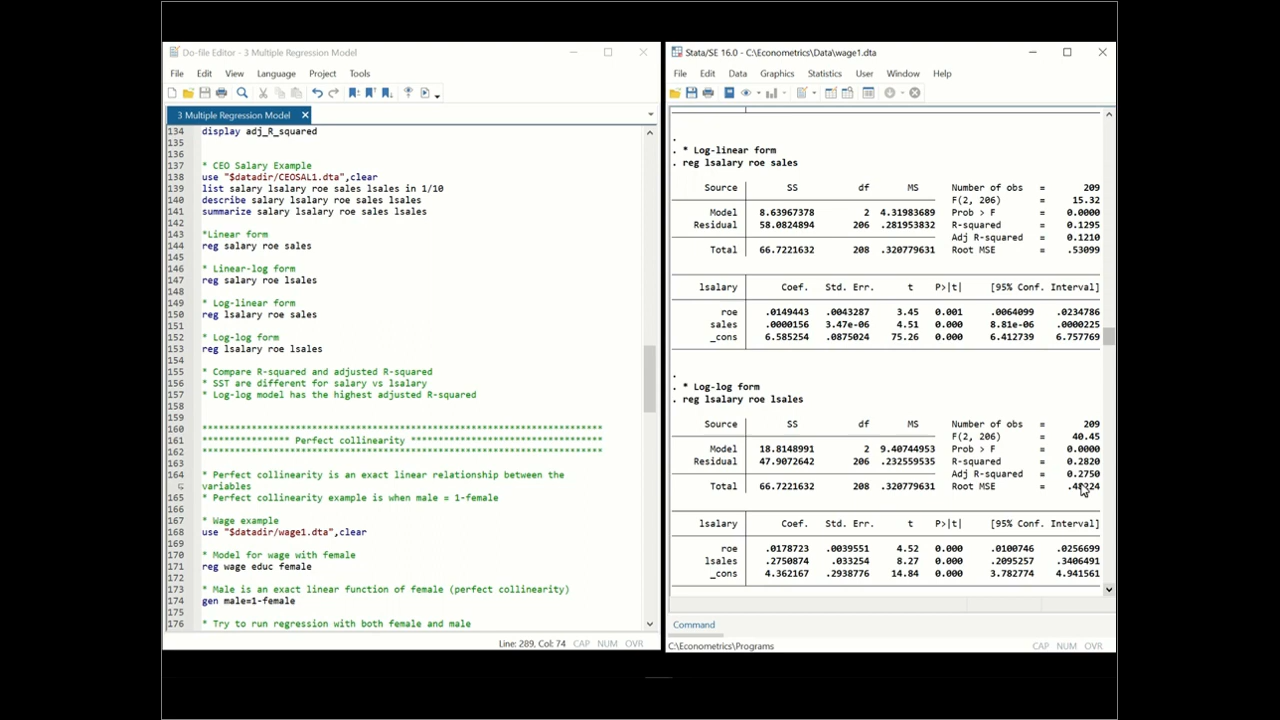 Do-file Editor - 3 Multiple Regression Model
File Edit View Language Project Tools
3 Multiple Regression Model
134 display adj_R_squared
135
136
137 * CEO Salary Example
138 use "$datadir/CEOSAL1.dta",clear
139 list salary lsalary roe sales lsales in 1/10
140 describe salary lsalary roe sales lsales
141 summarize salary lsalary roe sales lsales
142
143 *Linear form
144 reg salary roe sales
145
146 * Linear-log form
147 reg salary roe lsales
148
149 * Log-linear form
150 reg lsalary roe sales
151
152 * Log-log form
153 reg lsalary roe lsales
154
155 * Compare R-squared and adjusted R-squared
156 * SST are different for salary vs lsalary
157 * Log-log model has the highest adjusted R-squared
158
159
160 ******************************************************************************
161 ***************** Perfect collinearity *************************************
162 ******************************************************************************
163
164 * Perfect collinearity is an exact linear relationship between the
variables
165 * Perfect collinearity example is when male = 1-female
166
167 * Wage example
168 use "$datadir/wage1.dta",clear
169
170 * Model for wage with female
171 reg wage educ female
172
173 * Male is an exact linear function of female (perfect collinearity)
174 gen male=1-female
175
176 * Try to run regression with both female and male
Line: 289, Col: 74 CAP NUM OVR
Stata/SE 16.0 - C:\Econometrics\Data\wage1.dta
File Edit Data Graphics Statistics User Window Help
.
. * Log-linear form
. reg lsalary roe sales
Source SS df MS Number of obs = 209
F(2, 206) = 15.32
Model 8.63967378 2 4.31983689 Prob > F = 0.0000
Residual 58.0824894 206 .281953832 R-squared = 0.1295
Adj R-squared = 0.1210
Total 66.7221632 208 .320779631 Root MSE = .53099
lsalary Coef. Std. Err. t P>|t| [95% Conf. Interval]
roe .0149443 .0043287 3.45 0.001 .0064099 .0234786
sales .0000156 3.47e-06 4.51 0.000 8.81e-06 .0000225
_cons 6.585254 .0875024 75.26 0.000 6.412739 6.757769
.
. * Log-log form
. reg lsalary roe lsales
Source SS df MS Number of obs = 209
F(2, 206) = 40.45
Model 18.8148991 2 9.40744953 Prob > F = 0.0000
Residual 47.9072642 206 .232559535 R-squared = 0.2820
Adj R-squared = 0.2750
Total 66.7221632 208 .320779631 Root MSE =
lsalary Coef. Std. Err. t P>|t| [95% Conf. Interval]
roe .0178723 .0039551 4.52 0.000 .0100746 .0256699
lsales .2750874 .033254 8.27 0.000 .2095257 .3406491
_cons 4.362167 .2938776 14.84 0.000 3.782774 4.941561
Command
C:\Econometrics\Programs CAP NUM OVR